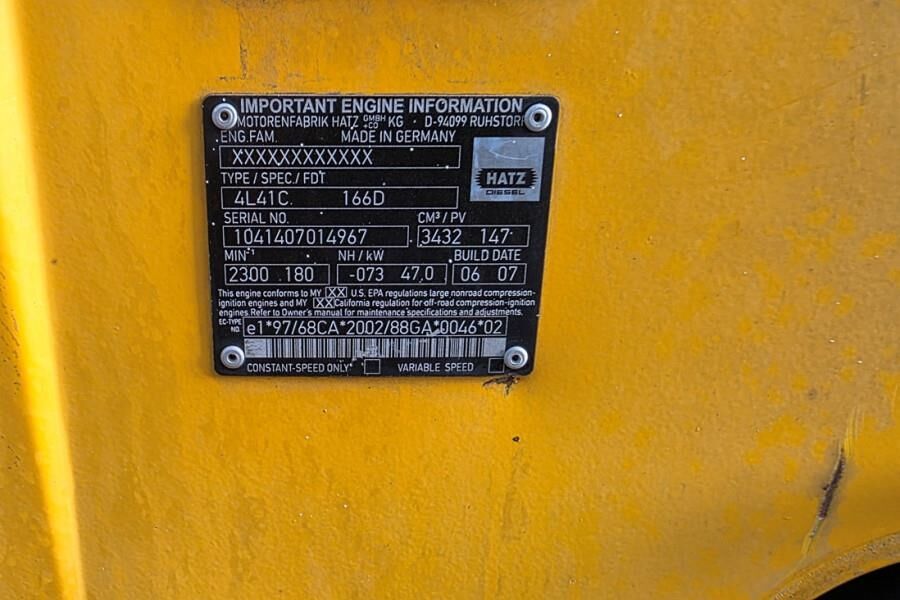 IMPORTANT ENGINE INFORMATION
MOTORENFABRIK HATZ GMBH +CO KG · D-94099 RUHSTORF
ENG.FAM. MADE IN GERMANY
XXXXXXXXXXXX
HATZ
DIESEL
TYPE / SPEC. / FDT
4L41C. 166D
SERIAL NO. CM³ / PV
1041407014967 3432 147
MIN⁻¹ NH / kW BUILD DATE
2300 180 -073 47,0 06 07
This engine conforms to MY XX U.S. EPA regulations large nonroad compression-
ignition engines and MY XX California regulation for off-road compression-ignition
engines. Refer to Owner's manual for maintenance specifications and adjustments.
EC-TYPE NO. e1*97/68CA*2002/88GA*0046*02
CONSTANT-SPEED ONLY VARIABLE SPEED